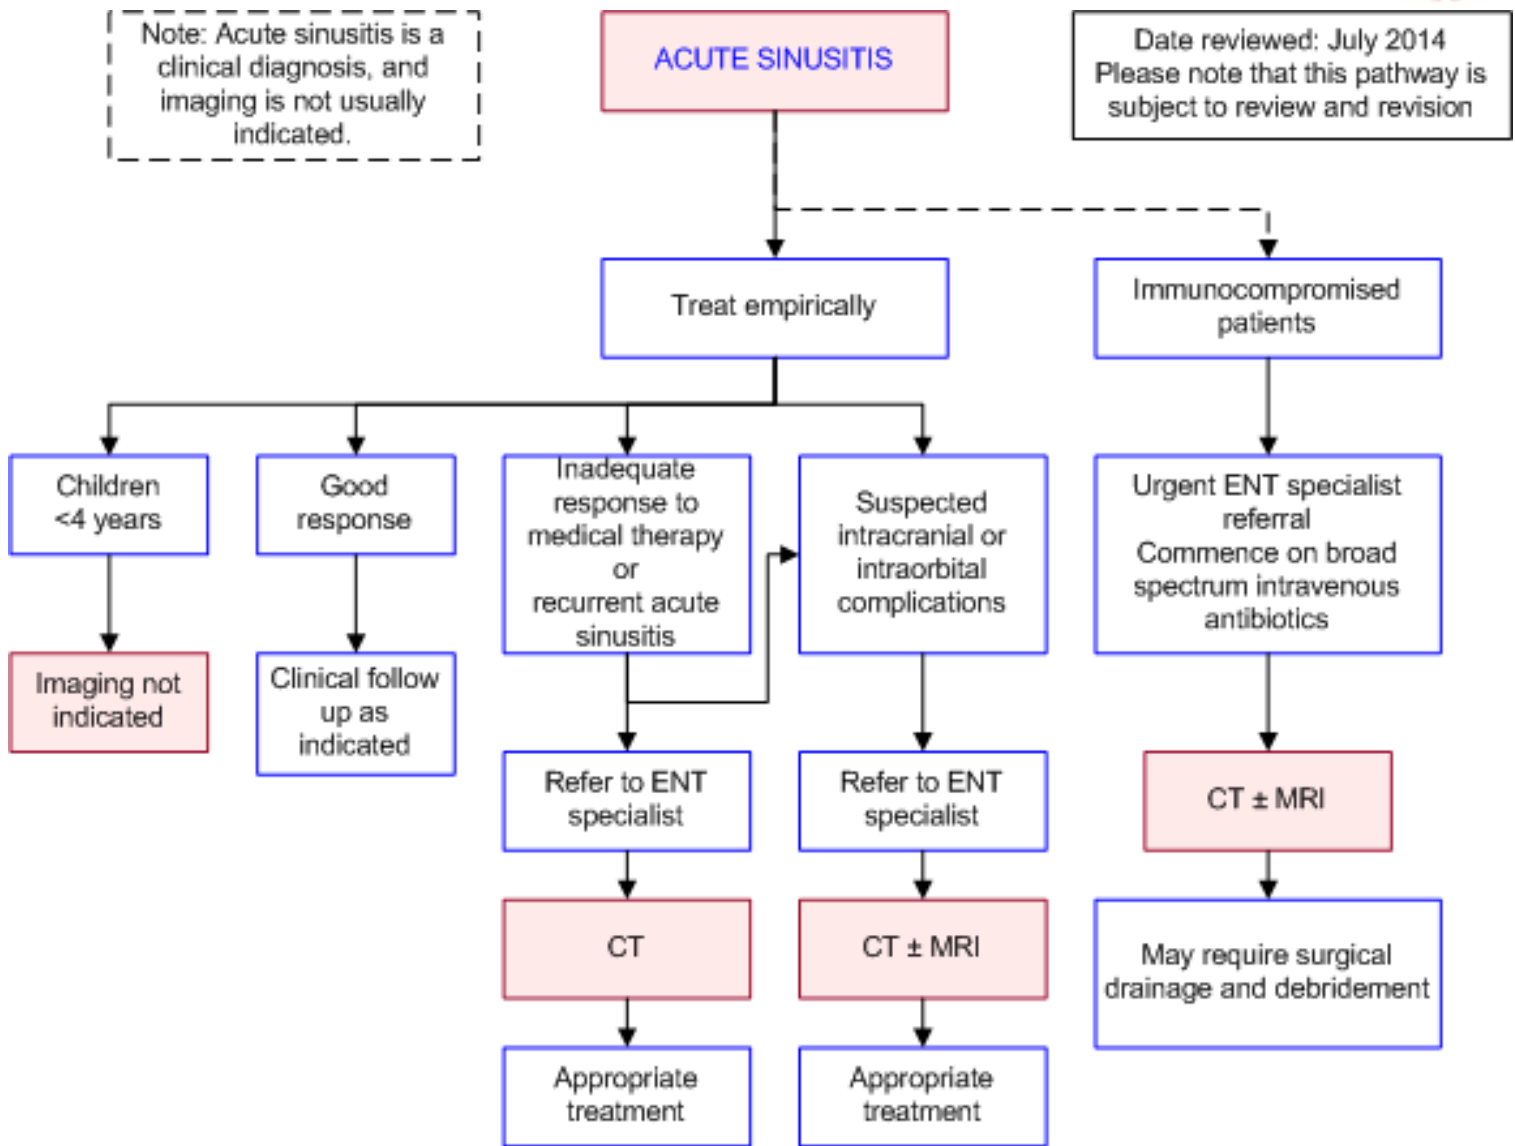 Note: Acute sinusitis is a
clinical diagnosis, and
imaging is not usually
indicated.
ACUTE SINUSITIS
Date reviewed: July 2014
Please note that this pathway is
subject to review and revision
Treat empirically
Immunocompromised
patients
Children
<4 years
Good
response
Inadequate
response to
medical therapy
or
recurrent acute
sinusitis
Suspected
intracranial or
intraorbital
complications
Urgent ENT specialist
referral
Commence on broad
spectrum intravenous
antibiotics
Imaging not
indicated
Clinical follow
up as
indicated
Refer to ENT
specialist
Refer to ENT
specialist
CT ± MRI
CT
CT ± MRI
May require surgical
drainage and debridement
Appropriate
treatment
Appropriate
treatment